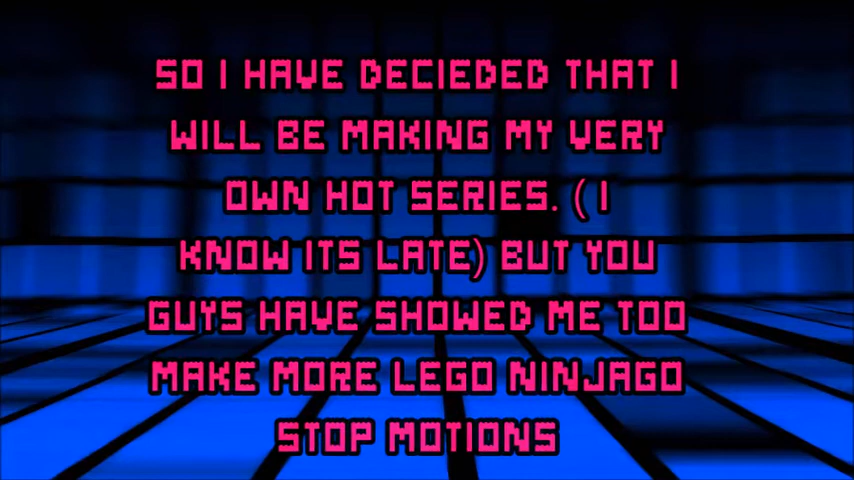 SO I HAVE DECIEDED THAT I
WILL BE MAKING MY VERY
OWN HOT SERIES. ( I
KNOW ITS LATE) BUT YOU
GUYS HAVE SHOWED ME TOO
MAKE MORE LEGO NINJAGO
STOP MOTIONS